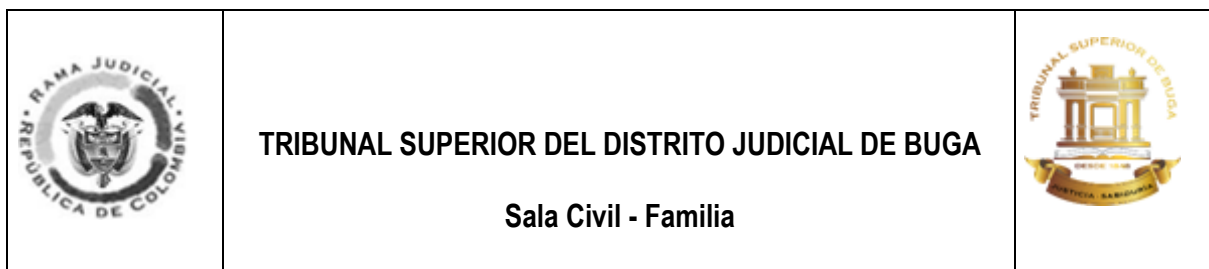 RAMA JUDICIAL
REPÚBLICA DE COLOMBIA
TRIBUNAL SUPERIOR DEL DISTRITO JUDICIAL DE BUGA
Sala Civil - Familia
TRIBUNAL SUPERIOR DE BUGA
JUSTICIA - SABIDURIA